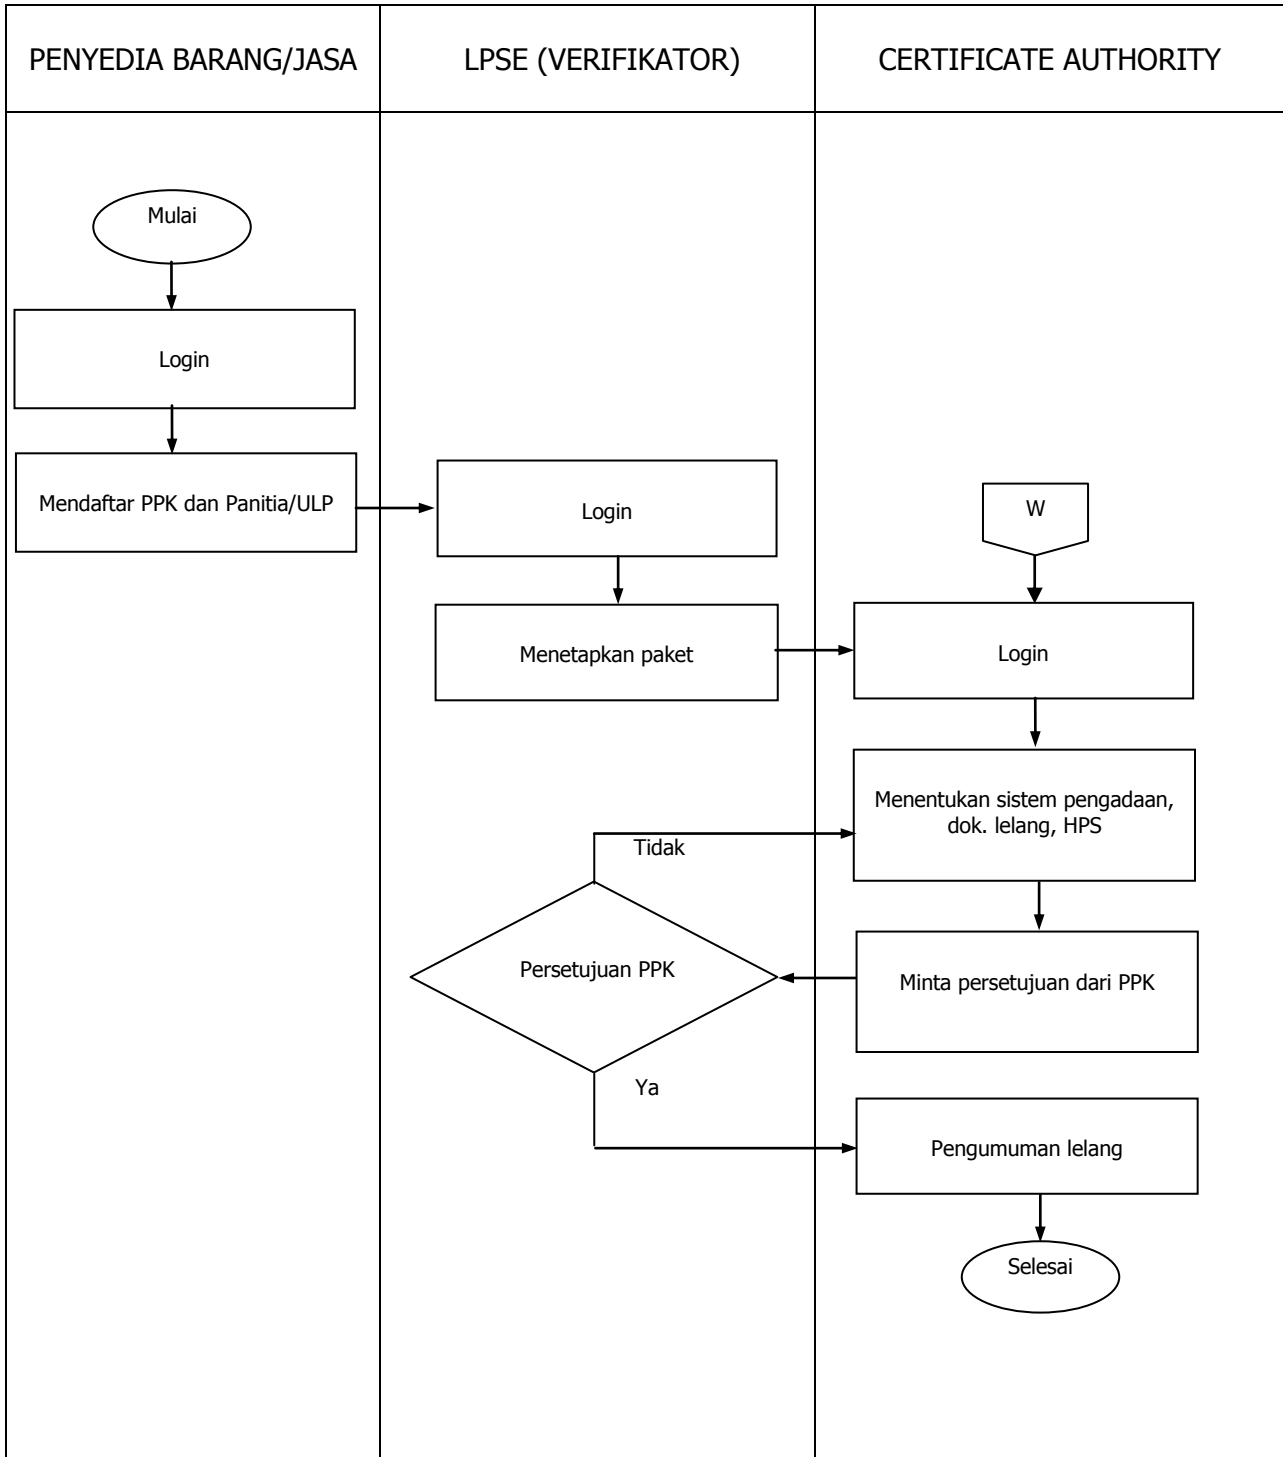 PENYEDIA BARANG/JASA
LPSE (VERIFIKATOR)
CERTIFICATE AUTHORITY
Mulai
Login
Mendaftar PPK dan Panitia/ULP
Login
Menetapkan paket
W
Login
Menentukan sistem pengadaan,
dok. lelang, HPS
Tidak
Persetujuan PPK
Minta persetujuan dari PPK
Ya
Pengumuman lelang
Selesai